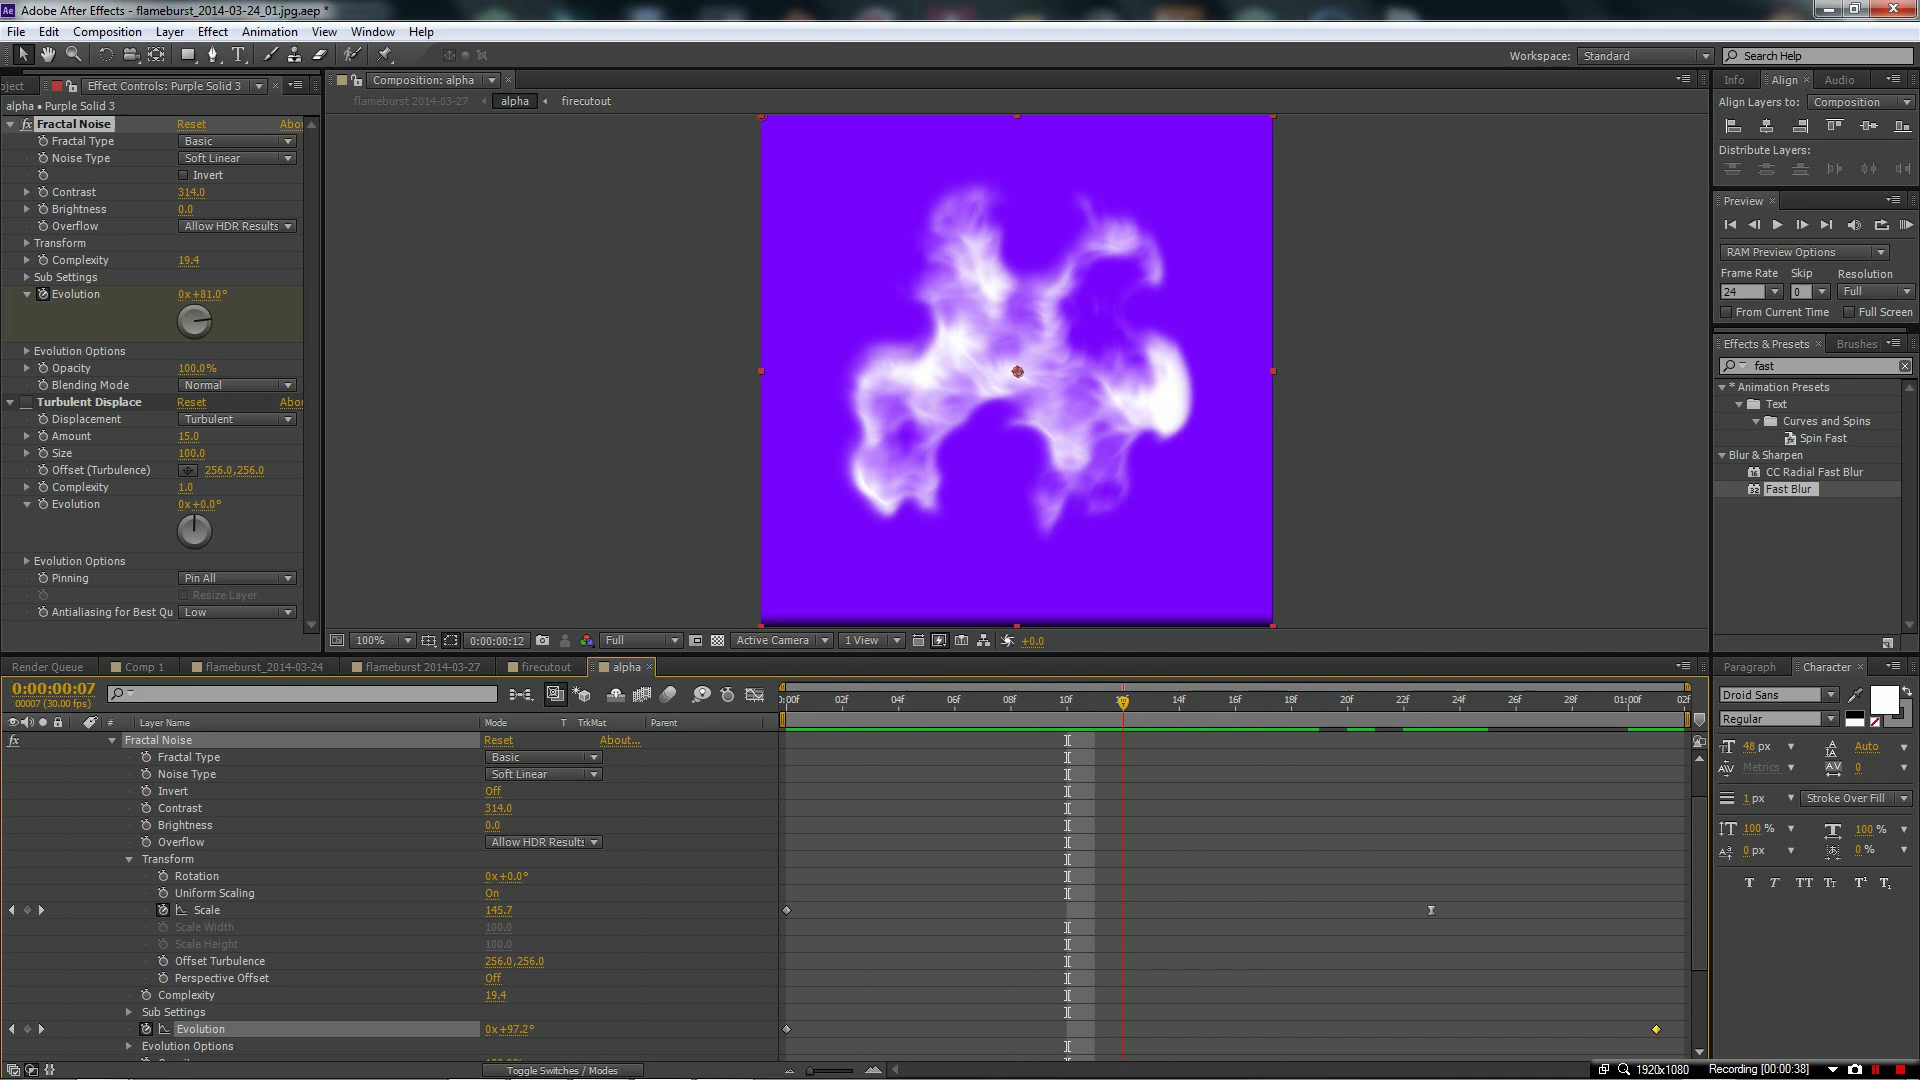 Ae Adobe After Effects - flameburst_2014-03-24_01.jpg.aep *
File Edit Composition Layer Effect Animation View Window Help
T Workspace: Standard Search Help
oject Effect Controls: Purple Solid 3
Composition: alpha
Info Align Audio
alpha • Purple Solid 3
flameburst 2014-03-27 alpha firecutout
Align Layers to: Composition
fx Fractal Noise Reset Abou
Fractal Type Basic
Noise Type Soft Linear
Distribute Layers:
Invert
Contrast 314.0
Brightness 0.0
Preview
Overflow Allow HDR Results
Transform
RAM Preview Options
Complexity 19.4
Frame Rate Skip Resolution
Sub Settings
24 0 Full
Evolution 0x+81.0°
From Current Time Full Screen
Evolution Options
Effects & Presets Brushes
Opacity 100.0%
fast
Blending Mode Normal
* Animation Presets
Turbulent Displace Reset Abou
Text
Displacement Turbulent
Curves and Spins
Amount 15.0
Spin Fast
Size 100.0
Blur & Sharpen
Offset (Turbulence) 256.0,256.0
CC Radial Fast Blur
Complexity 1.0
32 Fast Blur
Evolution 0x+0.0°
Evolution Options
Pinning Pin All
Resize Layer
Antialiasing for Best Qu Low
100% 0:00:00:12 Full Active Camera 1 View +0.0
Render Queue Comp 1 flameburst_2014-03-24 flameburst 2014-03-27 firecutout alpha
Paragraph Character
0:00:00:07
00007 (30.00 fps)
:00f 02f 04f 06f 08f 10f 12f 14f 16f 18f 20f 22f 24f 26f 28f 01:00f 02f
Droid Sans
Regular
# Layer Name Mode T TrkMat Parent
fx Fractal Noise Reset About...
48 px Auto
Fractal Type Basic
Metrics 0
Noise Type Soft Linear
Invert Off
1 px Stroke Over Fill
Contrast 314.0
Brightness 0.0
100 % 100 %
Overflow Allow HDR Results
0 px 0 %
Transform
Rotation 0x+0.0°
T T TT Tt T¹ T₁
Uniform Scaling On
Scale 145.7
Scale Width 100.0
Scale Height 100.0
Offset Turbulence 256.0,256.0
Perspective Offset Off
Complexity 19.4
Sub Settings
Evolution 0x+97.2°
Evolution Options
Toggle Switches / Modes
1920x1080 Recording [00:00:38]